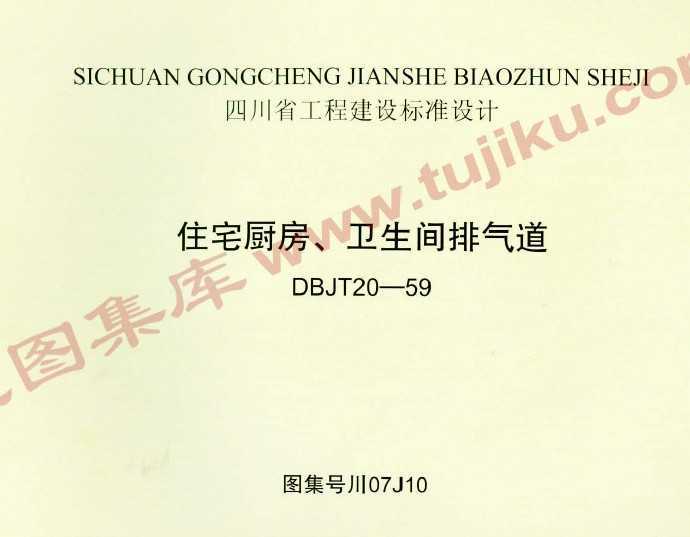 SICHUAN GONGCHENG JIANSHE BIAOZHUN SHEJI
四川省工程建设标准设计
住宅厨房、卫生间排气道
DBJT20—59
图集号川07J10
图集库 www.tujiku.com